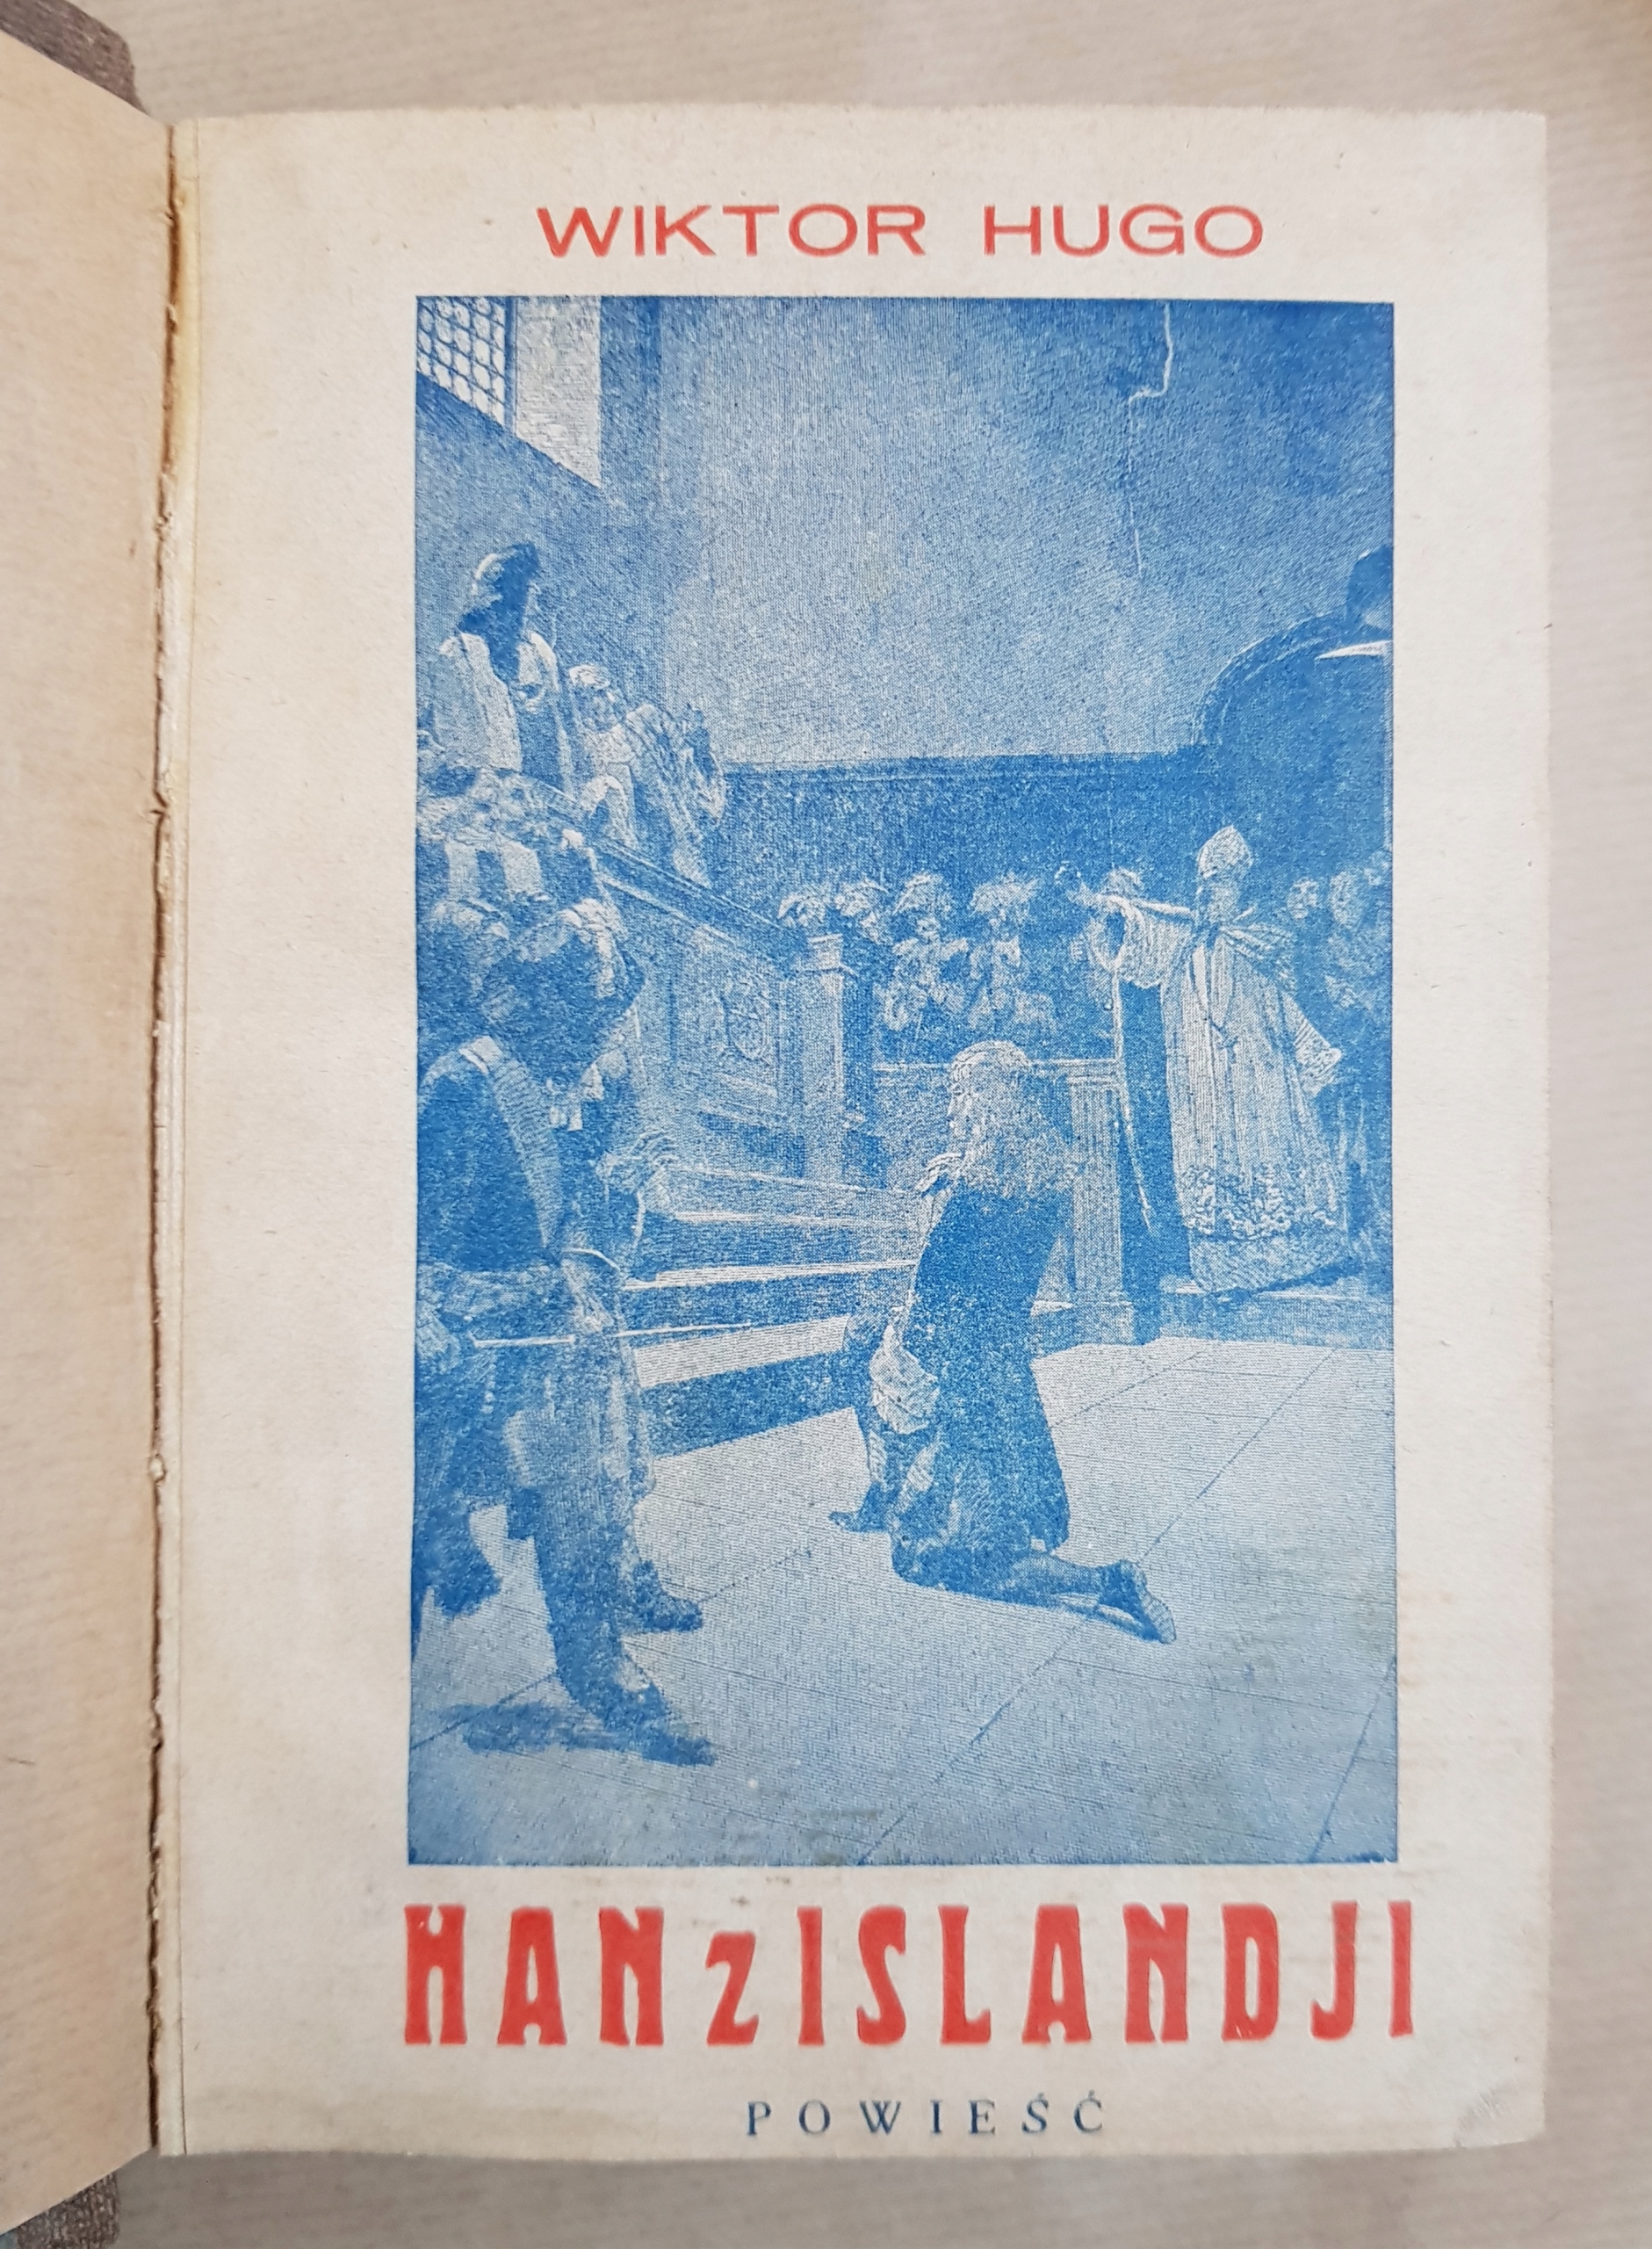 WIKTOR HUGO
HAN z ISLANDJI
POWIEŚĆ